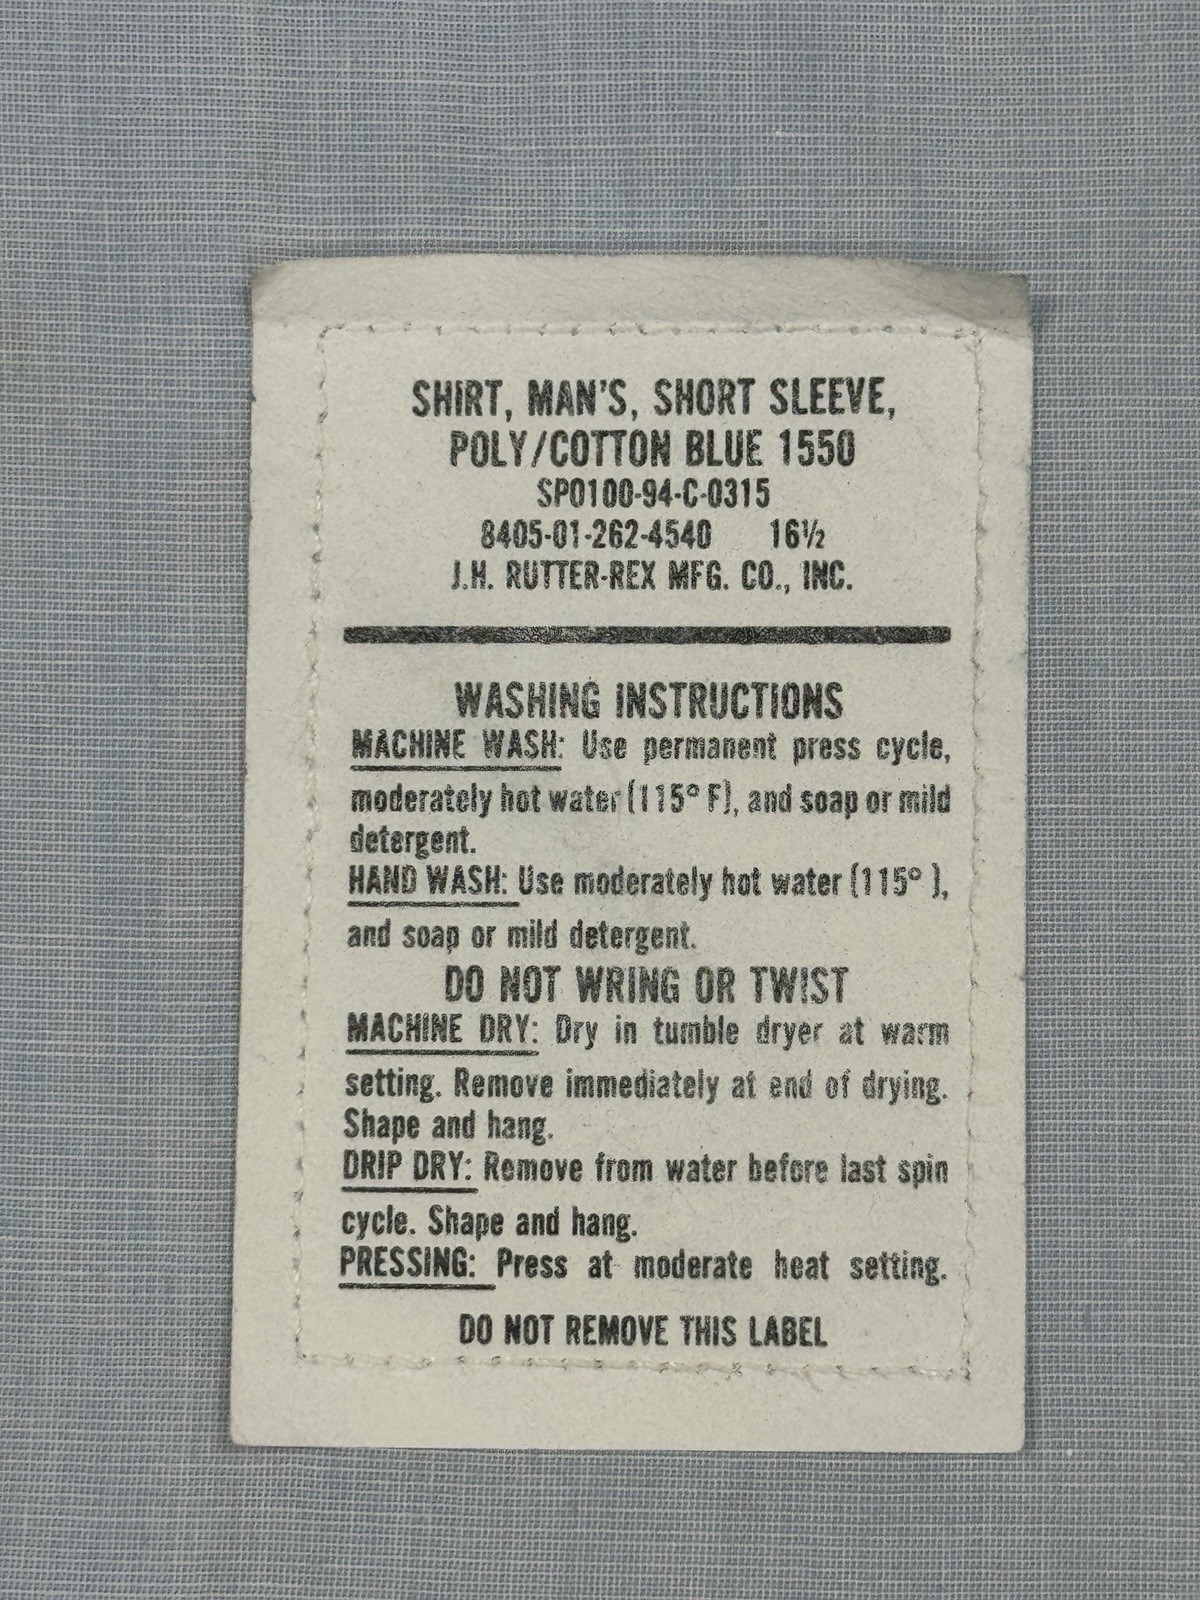 SHIRT, MAN'S, SHORT SLEEVE,
POLY/COTTON BLUE 1550
SPO100-94-C-0315
8405-01-262-4540 16½
J.H. RUTTER-REX MFG. CO., INC.
WASHING INSTRUCTIONS
MACHINE WASH: Use permanent press cycle,
moderately hot water (115° F), and soap or mild
detergent.
HAND WASH: Use moderately hot water (115° ),
and soap or mild detergent.
DO NOT WRING OR TWIST
MACHINE DRY: Dry in tumble dryer at warm
setting. Remove immediately at end of drying.
Shape and hang.
DRIP DRY: Remove from water before last spin
cycle. Shape and hang.
PRESSING: Press at moderate heat setting.
DO NOT REMOVE THIS LABEL